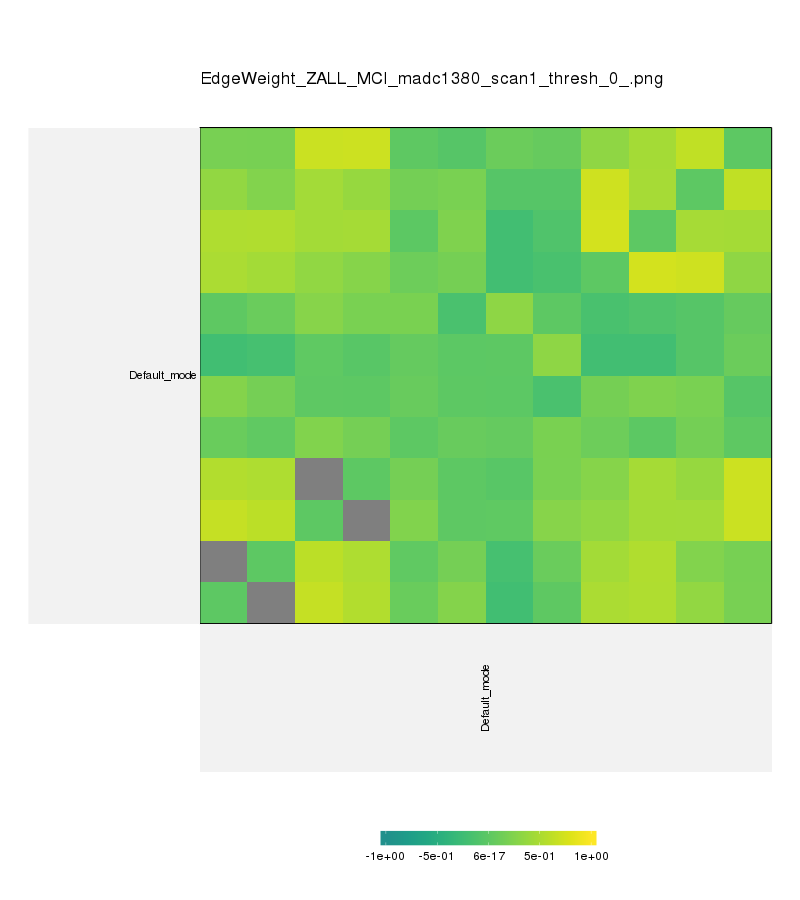 EdgeWeight_ZALL_MCI_madc1380_scan1_thresh_0_.png
Default_mode
Default_mode
-1e+00 -5e-01 6e-17 5e-01 1e+00